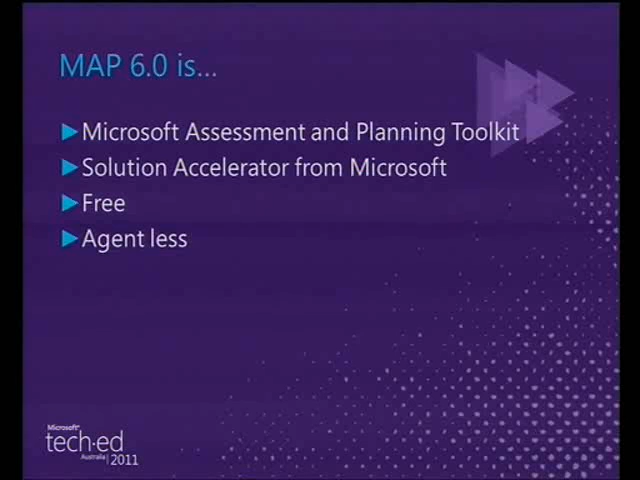 MAP 6.0 is...
Microsoft Assessment and Planning Toolkit
Solution Accelerator from Microsoft
Free
Agent less
Microsoft®
tech·ed
Australia | 2011